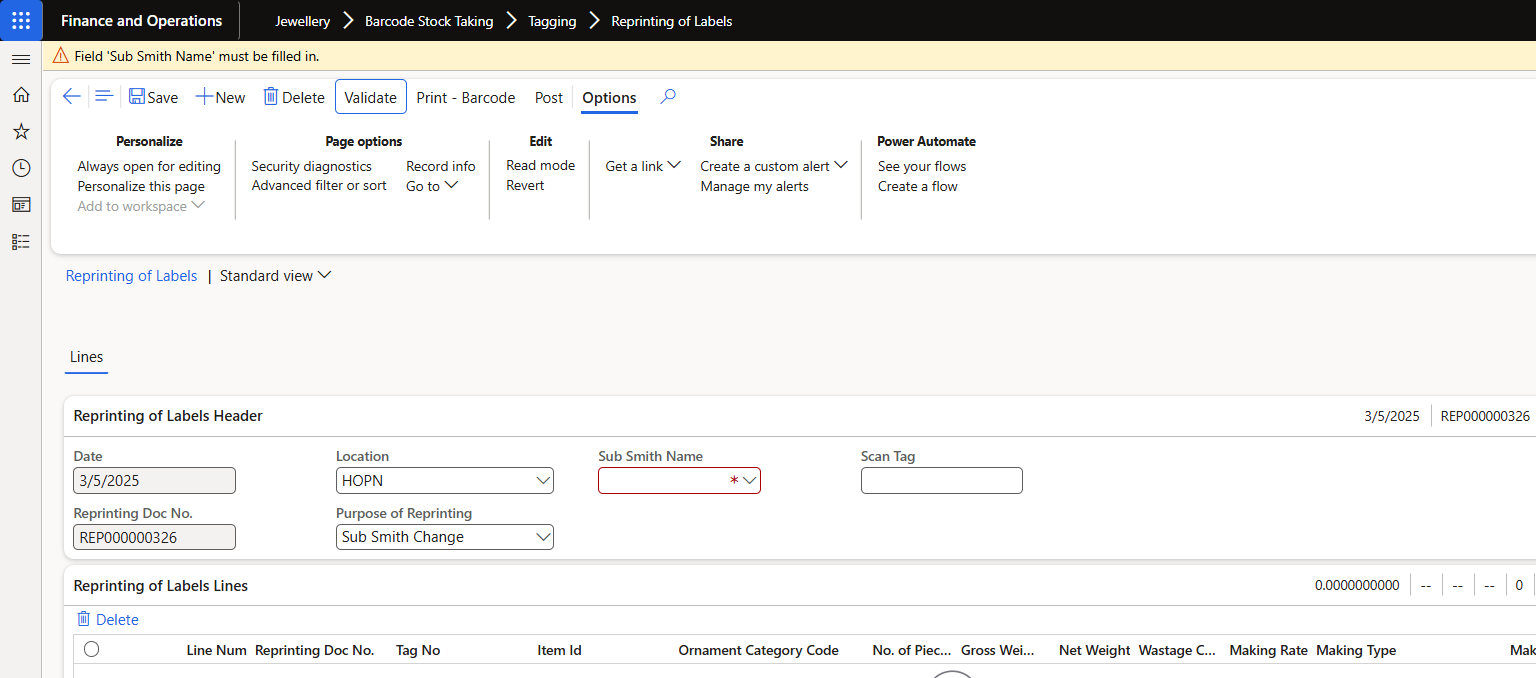 Finance and Operations Jewellery Barcode Stock Taking Tagging Reprinting of Labels
Field 'Sub Smith Name' must be filled in.
Save New Delete Validate Print - Barcode Post Options
Personalize Page options Edit Share Power Automate
Always open for editing Security diagnostics Record info Read mode Get a link Create a custom alert See your flows
Personalize this page Advanced filter or sort Go to Revert Manage my alerts Create a flow
Add to workspace
Reprinting of Labels | Standard view
Lines
Reprinting of Labels Header 3/5/2025 REP000000326
Date Location Sub Smith Name Scan Tag
3/5/2025 HOPN *
Reprinting Doc No. Purpose of Reprinting
REP000000326 Sub Smith Change
Reprinting of Labels Lines 0.0000000000 -- -- -- 0
Delete
Line Num Reprinting Doc No. Tag No Item Id Ornament Category Code No. of Piec... Gross Wei... Net Weight Wastage C... Making Rate Making Type Mak